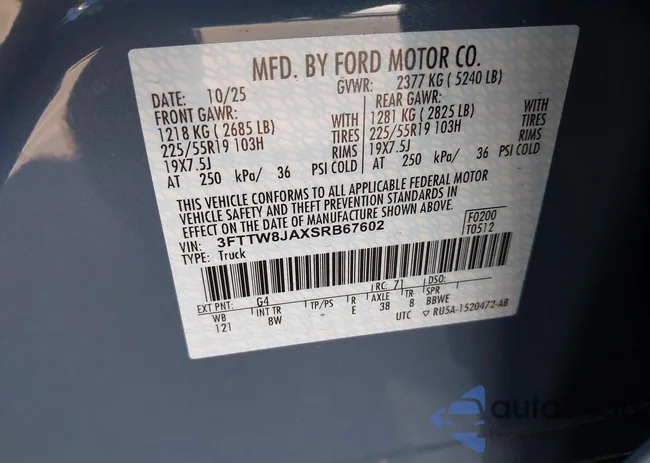 MFD. BY FORD MOTOR CO.
DATE: 10/25 GVWR: 2377 KG ( 5240 LB)
FRONT GAWR: REAR GAWR:
1218 KG ( 2685 LB) WITH 1281 KG ( 2825 LB) WITH
225/55R19 103H TIRES 225/55R19 103H TIRES
19X7.5J RIMS 19X7.5J RIMS
AT 250 kPa/ 36 PSI COLD AT 250 kPa/ 36 PSI COLD
THIS VEHICLE CONFORMS TO ALL APPLICABLE FEDERAL MOTOR
VEHICLE SAFETY AND THEFT PREVENTION STANDARDS IN
EFFECT ON THE DATE OF MANUFACTURE SHOWN ABOVE.
VIN: 3FTTW8JAXSRB67602 F0200
TYPE: Truck T0512
EXT PNT: G4 RC: 71 DSO:
WB INT TR TP/PS R AXLE TR SPR
121 8W E 38 8 BBWE
UTC ▽ RU5A-1520472-AB